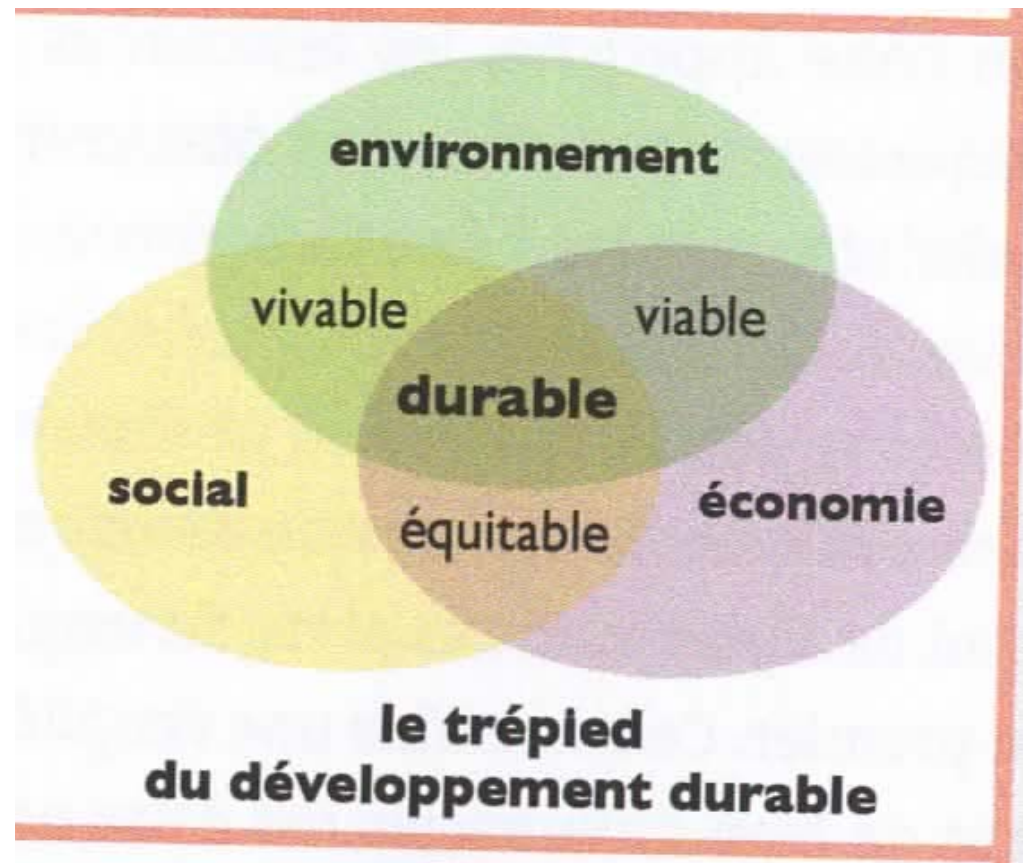 environnement
vivable
viable
durable
social
économie
équitable
le trépied
du développement durable